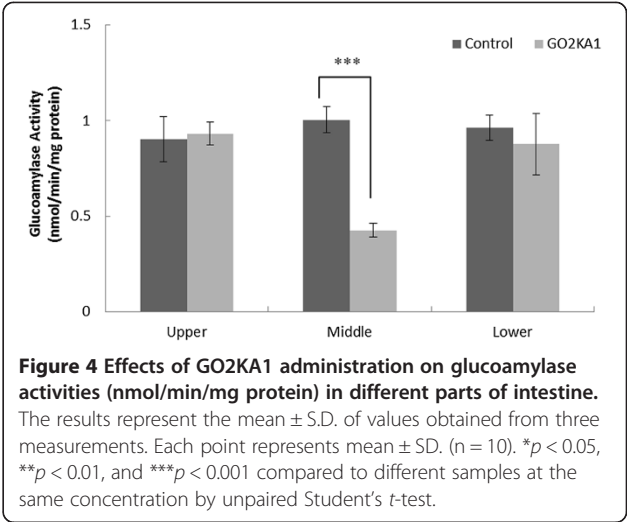 1.5
Control GO2KA1
***
Glucoamylase Activity
(nmol/min/mg protein)
1
0.5
0
Upper Middle Lower
Figure 4 Effects of GO2KA1 administration on glucoamylase
activities (nmol/min/mg protein) in different parts of intestine.
The results represent the mean ± S.D. of values obtained from three
measurements. Each point represents mean ± SD. (n = 10). *p < 0.05,
**p < 0.01, and ***p < 0.001 compared to different samples at the
same concentration by unpaired Student's t-test.